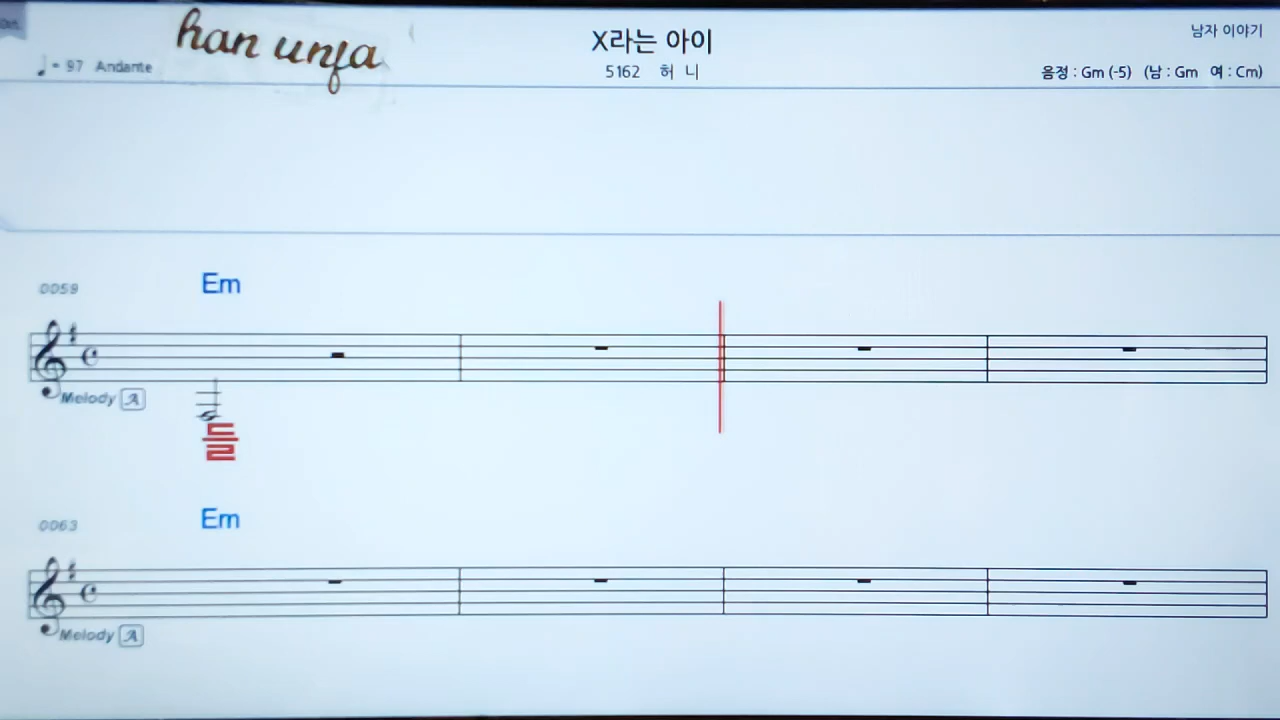 han unfa
X라는 아이
남자 이야기
= 97 Andante
5162 허 니
음정 : Gm (-5) (남 : Gm 여 : Cm)
0059
Em
Melody A
들
0063
Em
Melody A